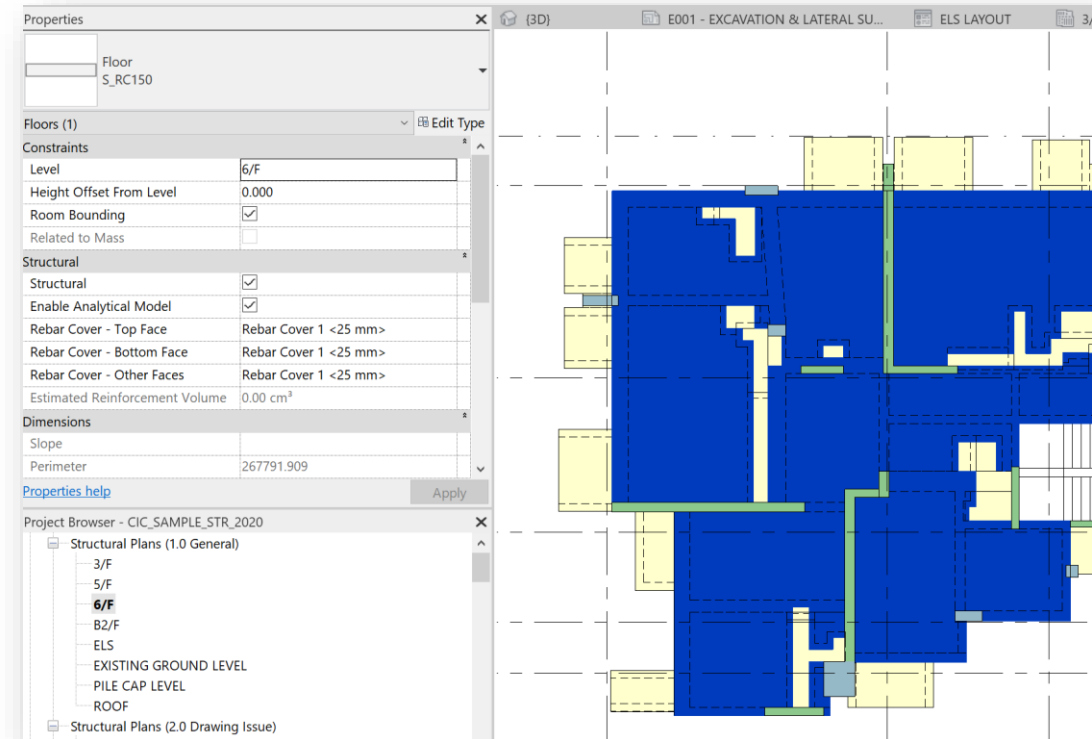 Properties
Floor
S_RC150
Floors (1)
Edit Type
Constraints
Level 6/F
Height Offset From Level 0.000
Room Bounding
Related to Mass
Structural
Structural
Enable Analytical Model
Rebar Cover - Top Face Rebar Cover 1 <25 mm>
Rebar Cover - Bottom Face Rebar Cover 1 <25 mm>
Rebar Cover - Other Faces Rebar Cover 1 <25 mm>
Estimated Reinforcement Volume 0.00 cm³
Dimensions
Slope
Perimeter 267791.909
Properties help
Apply
Project Browser - CIC_SAMPLE_STR_2020
Structural Plans (1.0 General)
3/F
5/F
6/F
B2/F
ELS
EXISTING GROUND LEVEL
PILE CAP LEVEL
ROOF
Structural Plans (2.0 Drawing Issue)
{3D}
E001 - EXCAVATION & LATERAL SU...
ELS LAYOUT
3/